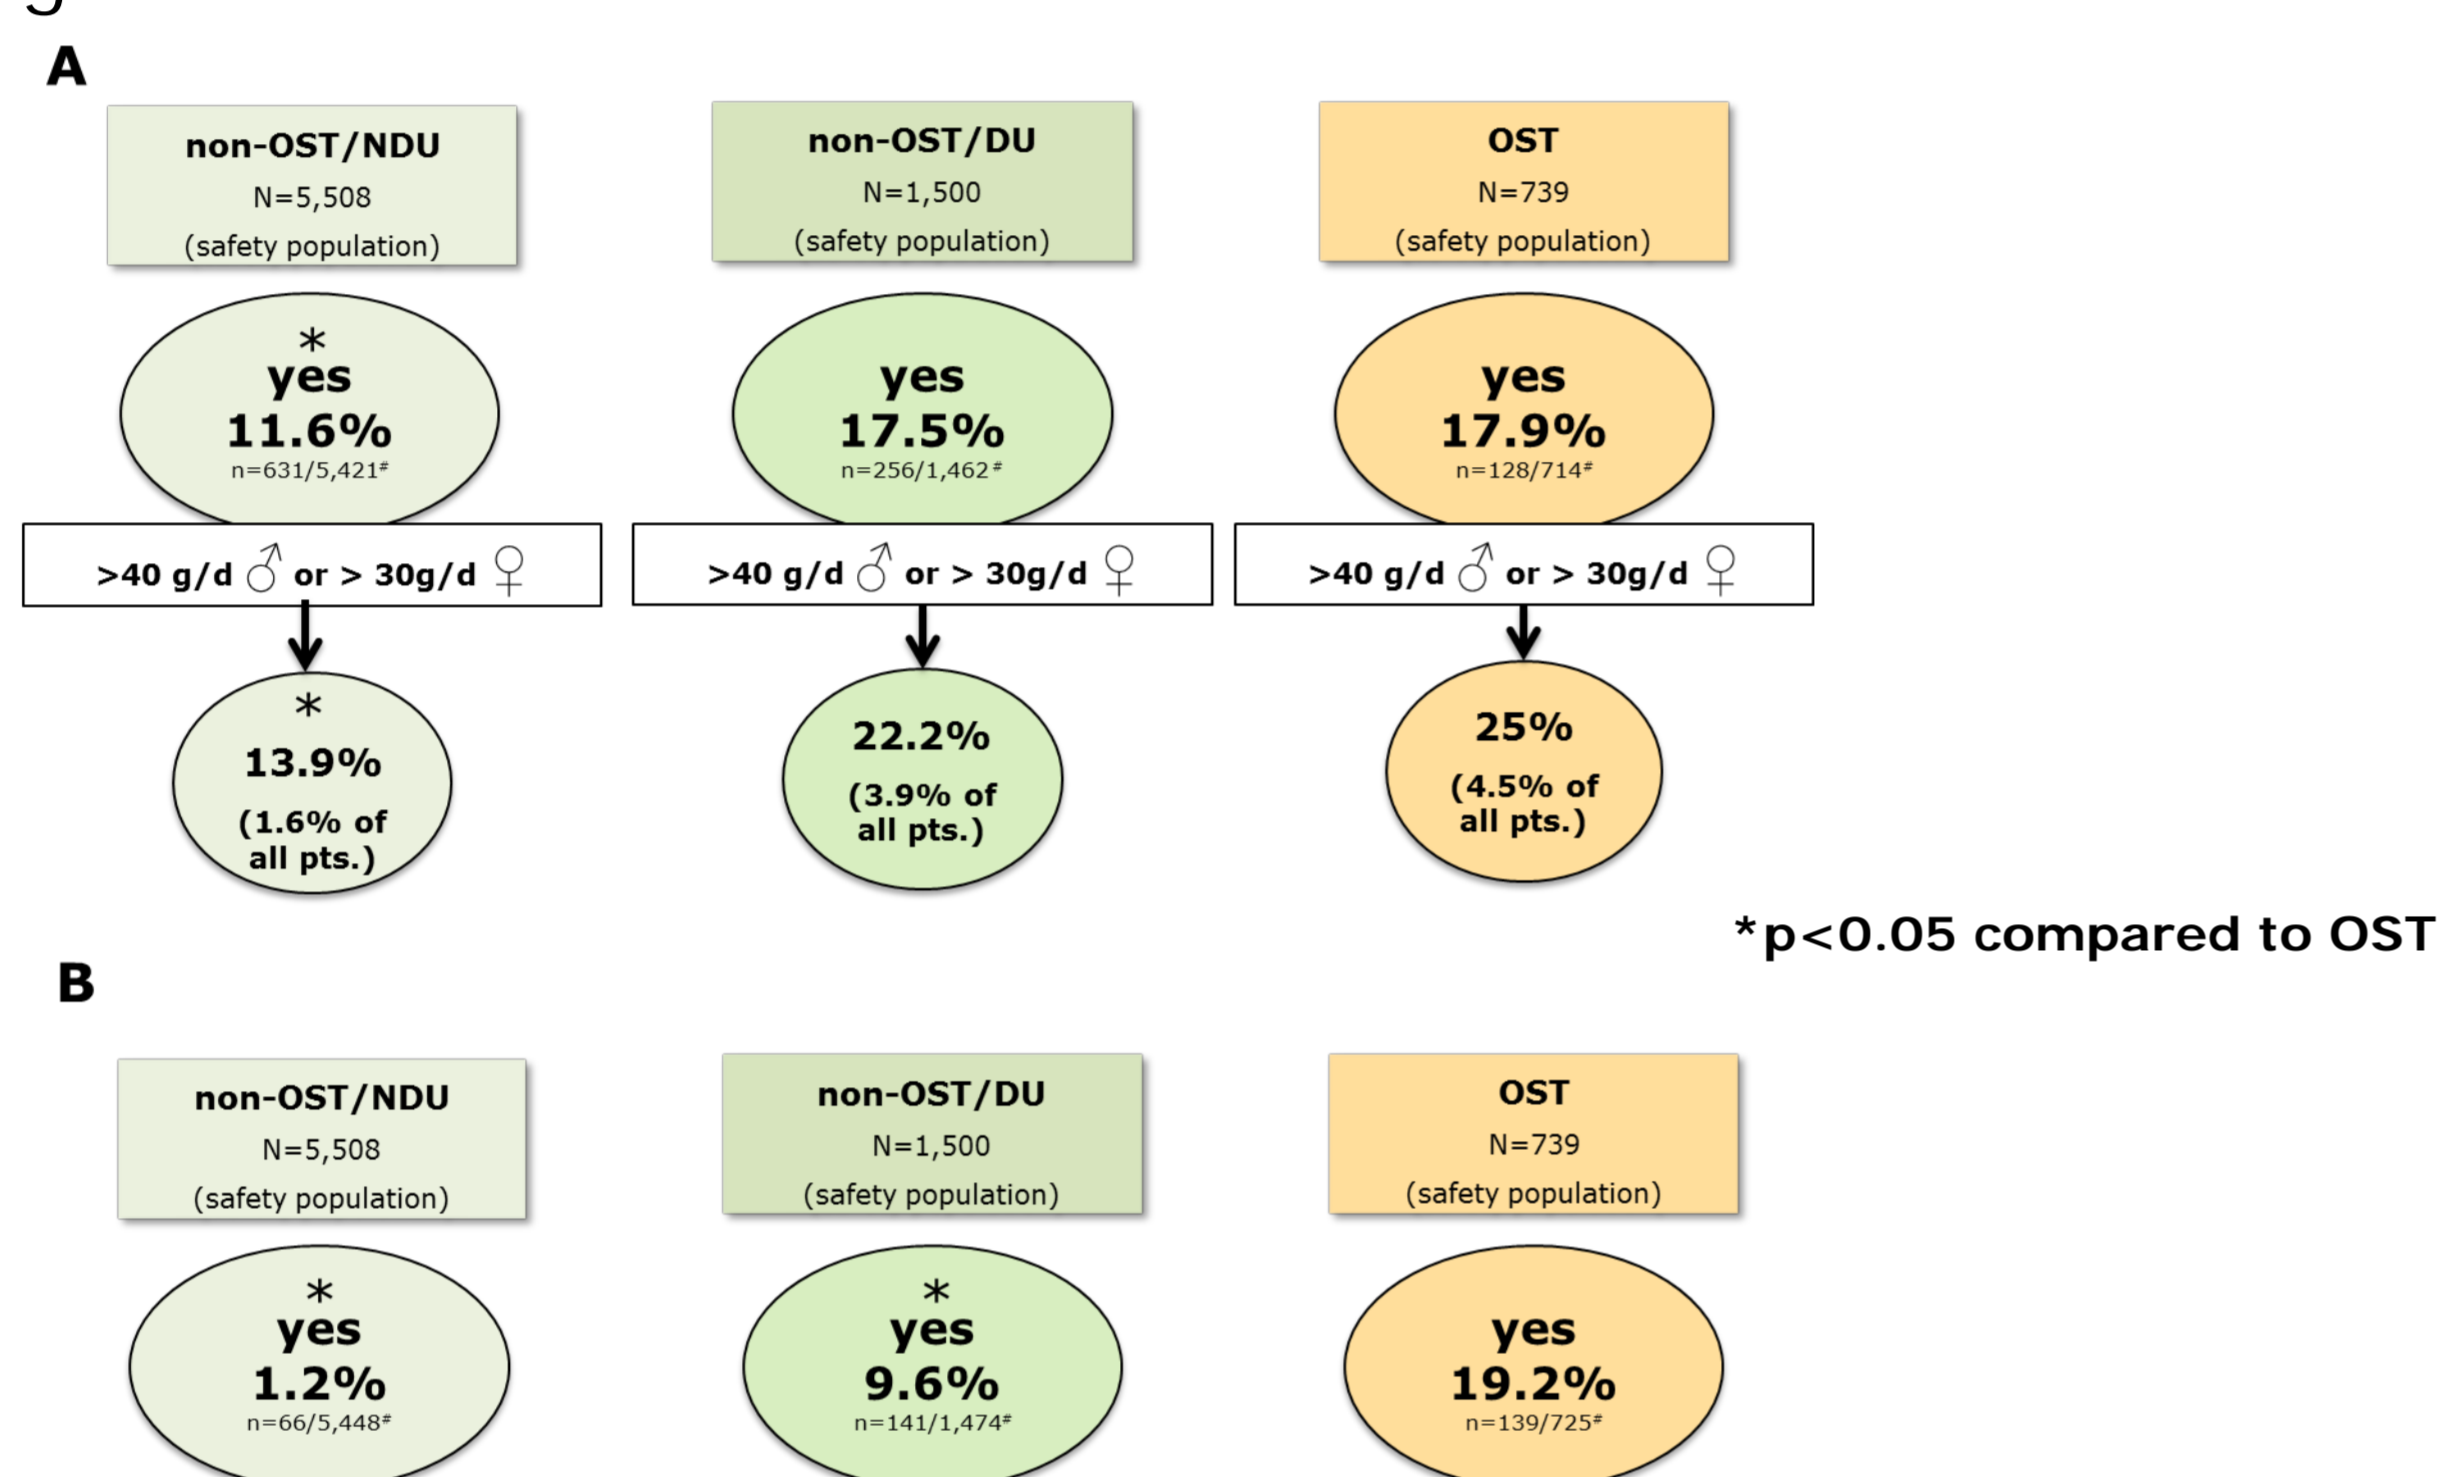 A
non-OST/NDU
N=5,508
(safety population)
non-OST/DU
N=1,500
(safety population)
OST
N=739
(safety population)
*
yes
11.6%
n=631/5,421#
yes
17.5%
n=256/1,462#
yes
17.9%
n=128/714#
>40 g/d ♂ or > 30g/d ♀
>40 g/d ♂ or > 30g/d ♀
>40 g/d ♂ or > 30g/d ♀
*
13.9%
(1.6% of
all pts.)
22.2%
(3.9% of
all pts.)
25%
(4.5% of
all pts.)
*p<0.05 compared to OST
B
non-OST/NDU
N=5,508
(safety population)
non-OST/DU
N=1,500
(safety population)
OST
N=739
(safety population)
*
yes
1.2%
n=66/5,448#
*
yes
9.6%
n=141/1,474#
yes
19.2%
n=139/725#